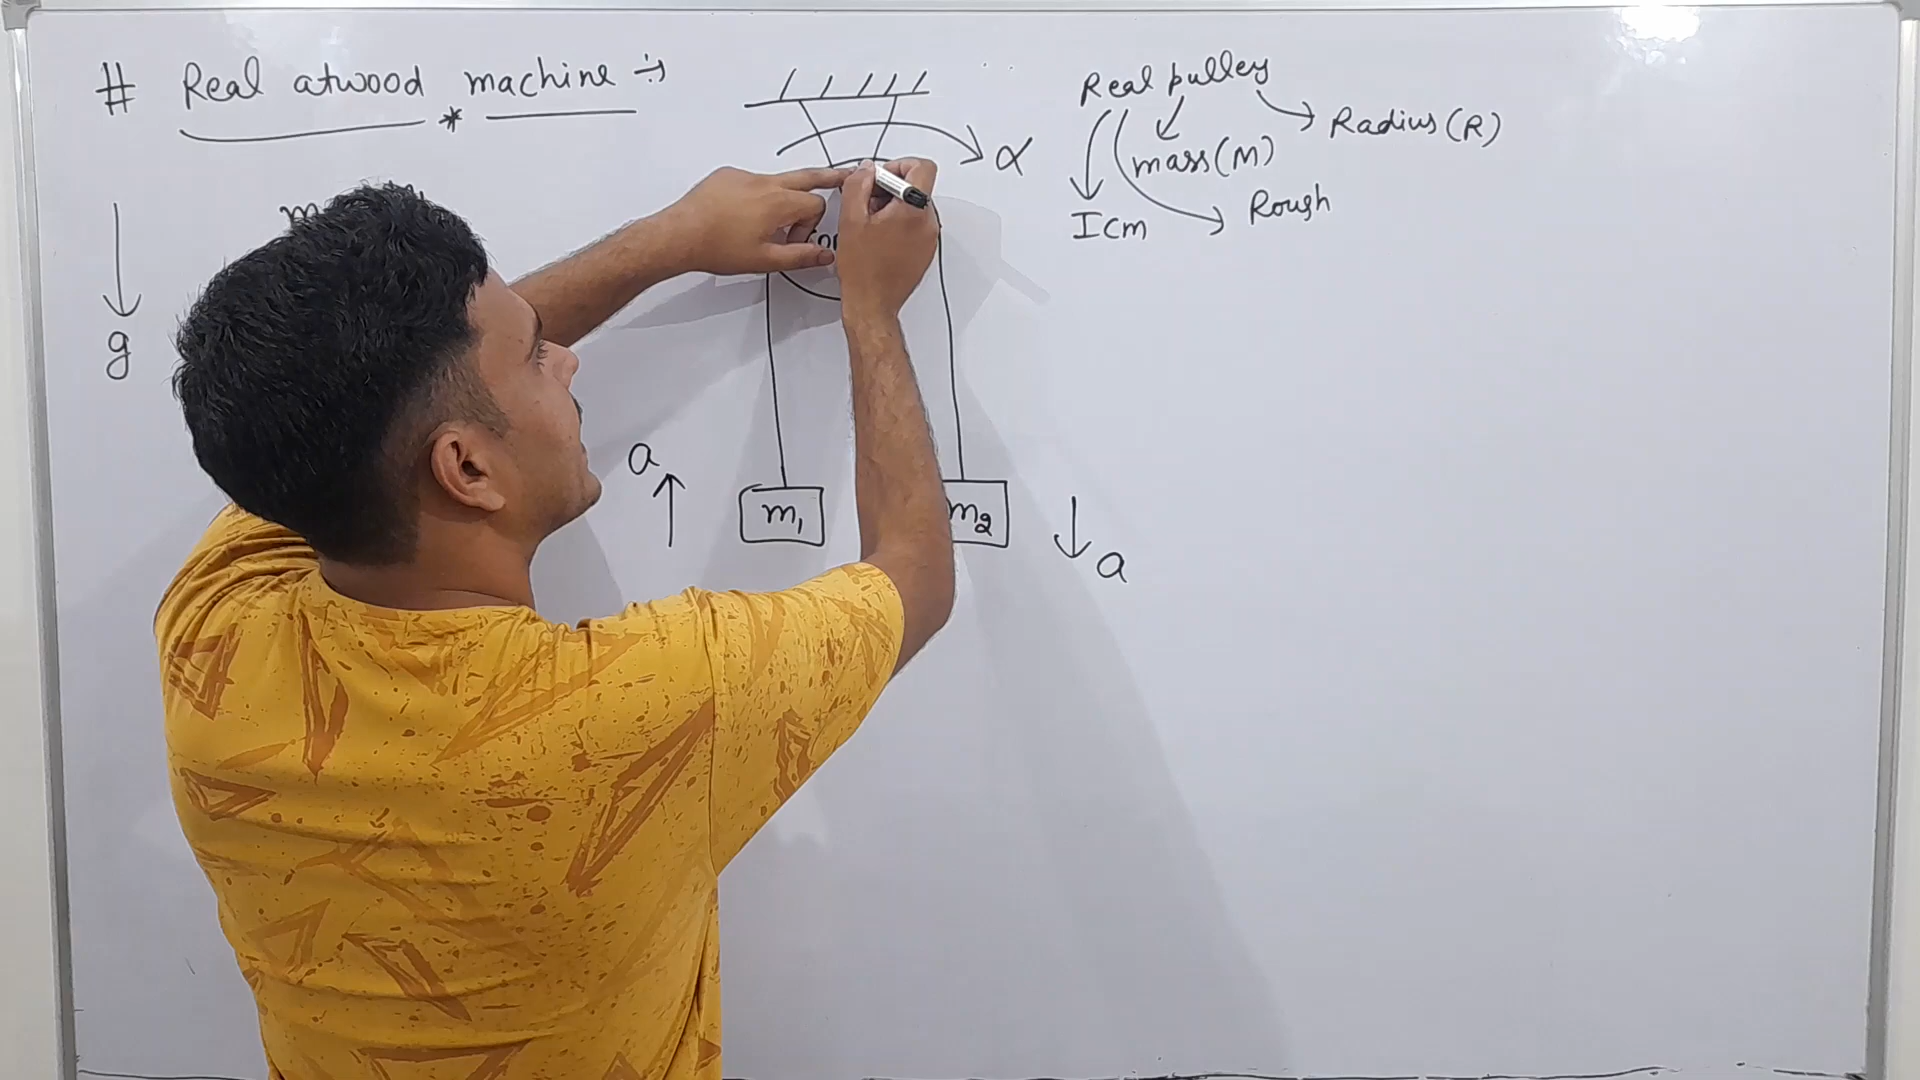 # Real atwood machine :→
Real pulley
Radius (R)
mass (M)
Rough
Icm
α
g
a
m₁
m₂
a